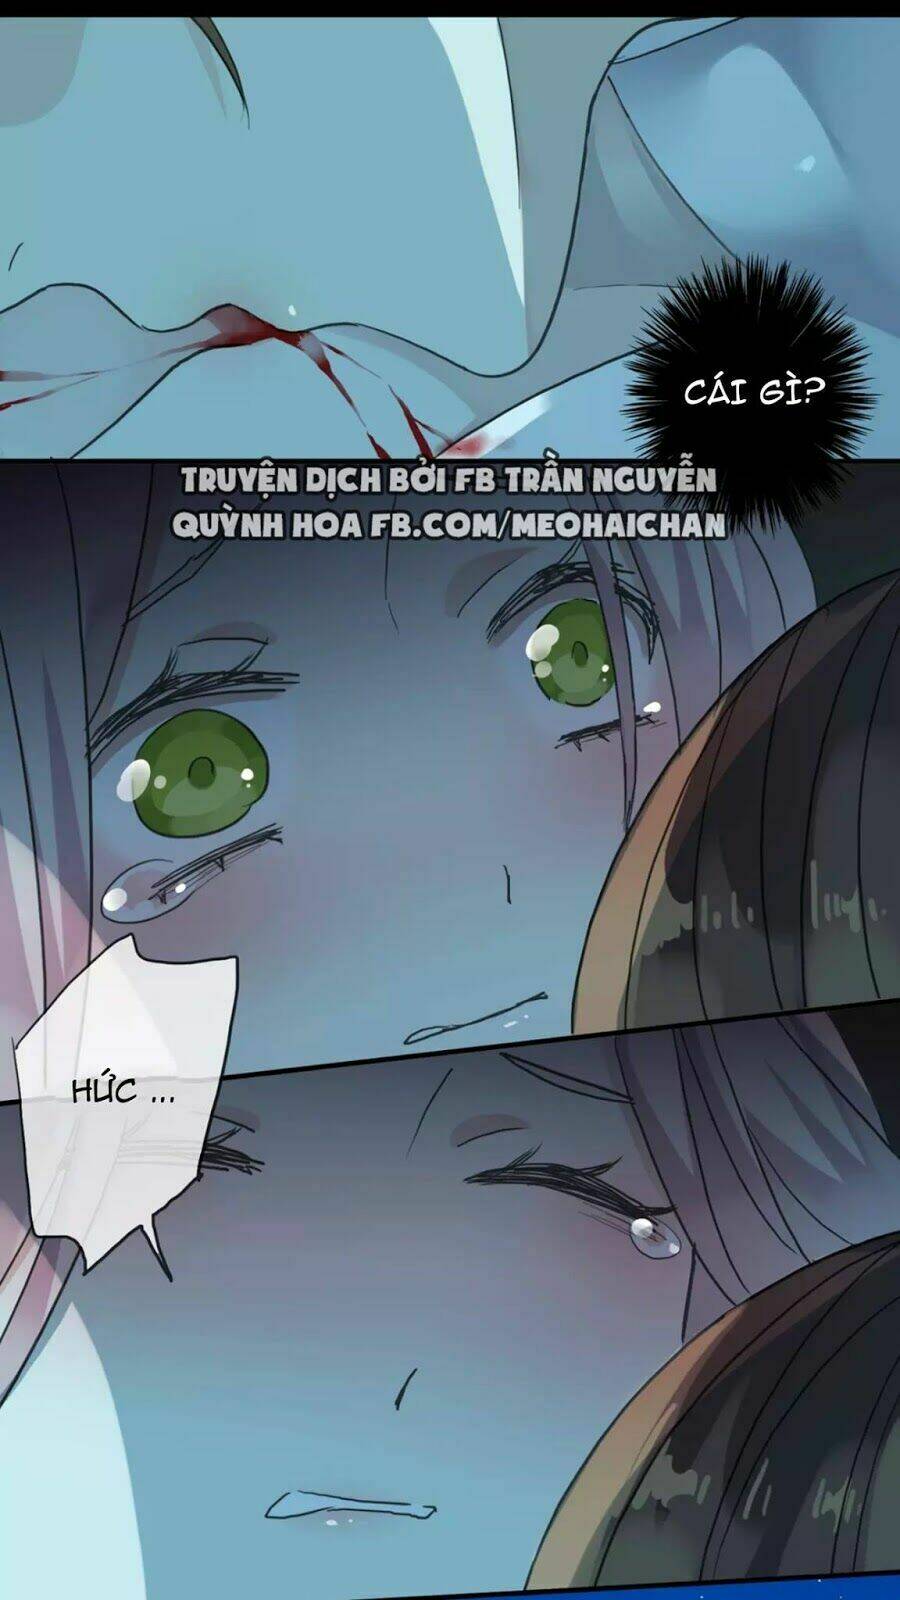 CÁI GÌ?
TRUYỆN DỊCH BỞI FB TRẦN NGUYỄN
QUỲNH HOA FB.COM/MEOHAICHAN
HỨC ...